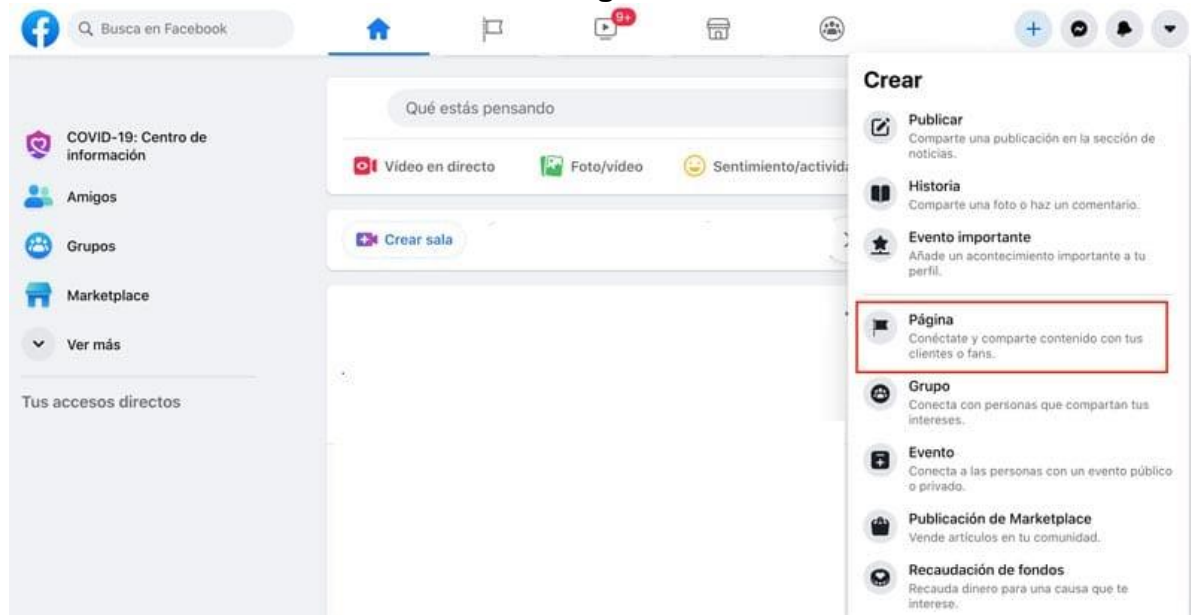 Busca en Facebook
9+
COVID-19: Centro de
información
Amigos
Grupos
Marketplace
Ver más
Tus accesos directos
Qué estás pensando
Vídeo en directo
Foto/vídeo
Sentimiento/activida
Crear sala
Crear
Publicar
Comparte una publicación en la sección de
noticias.
Historia
Comparte una foto o haz un comentario.
Evento importante
Añade un acontecimiento importante a tu
perfil.
Página
Conéctate y comparte contenido con tus
clientes o fans.
Grupo
Conecta con personas que compartan tus
intereses.
Evento
Conecta a las personas con un evento público
o privado.
Publicación de Marketplace
Vende artículos en tu comunidad.
Recaudación de fondos
Recauda dinero para una causa que te
interese.